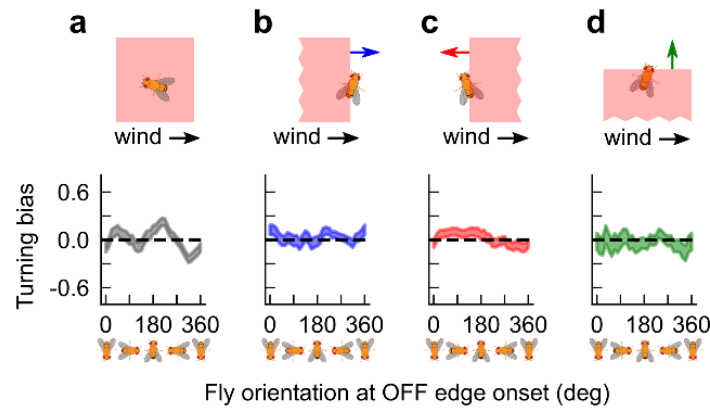 a b c d
wind wind wind wind
Turning bias
0.6
0.0
-0.6
0 180 360 0 180 360 0 180 360 0 180 360
Fly orientation at OFF edge onset (deg)